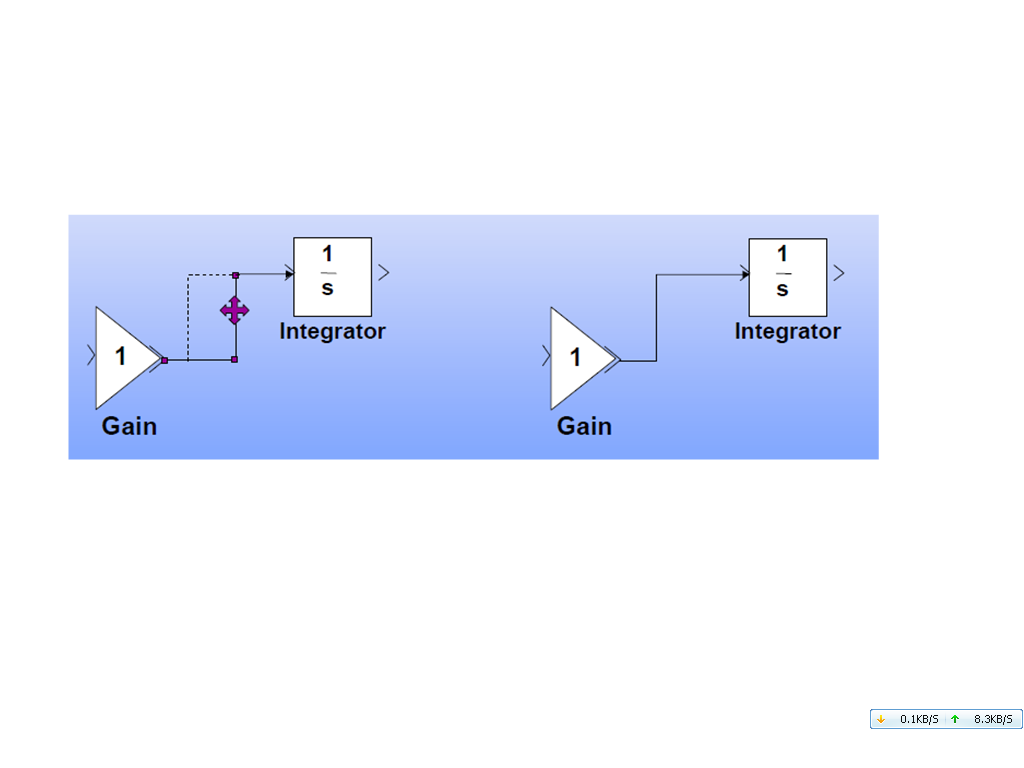 1
s
Integrator
1
Gain
1
s
Integrator
1
Gain
0.1KB/S 8.3KB/S